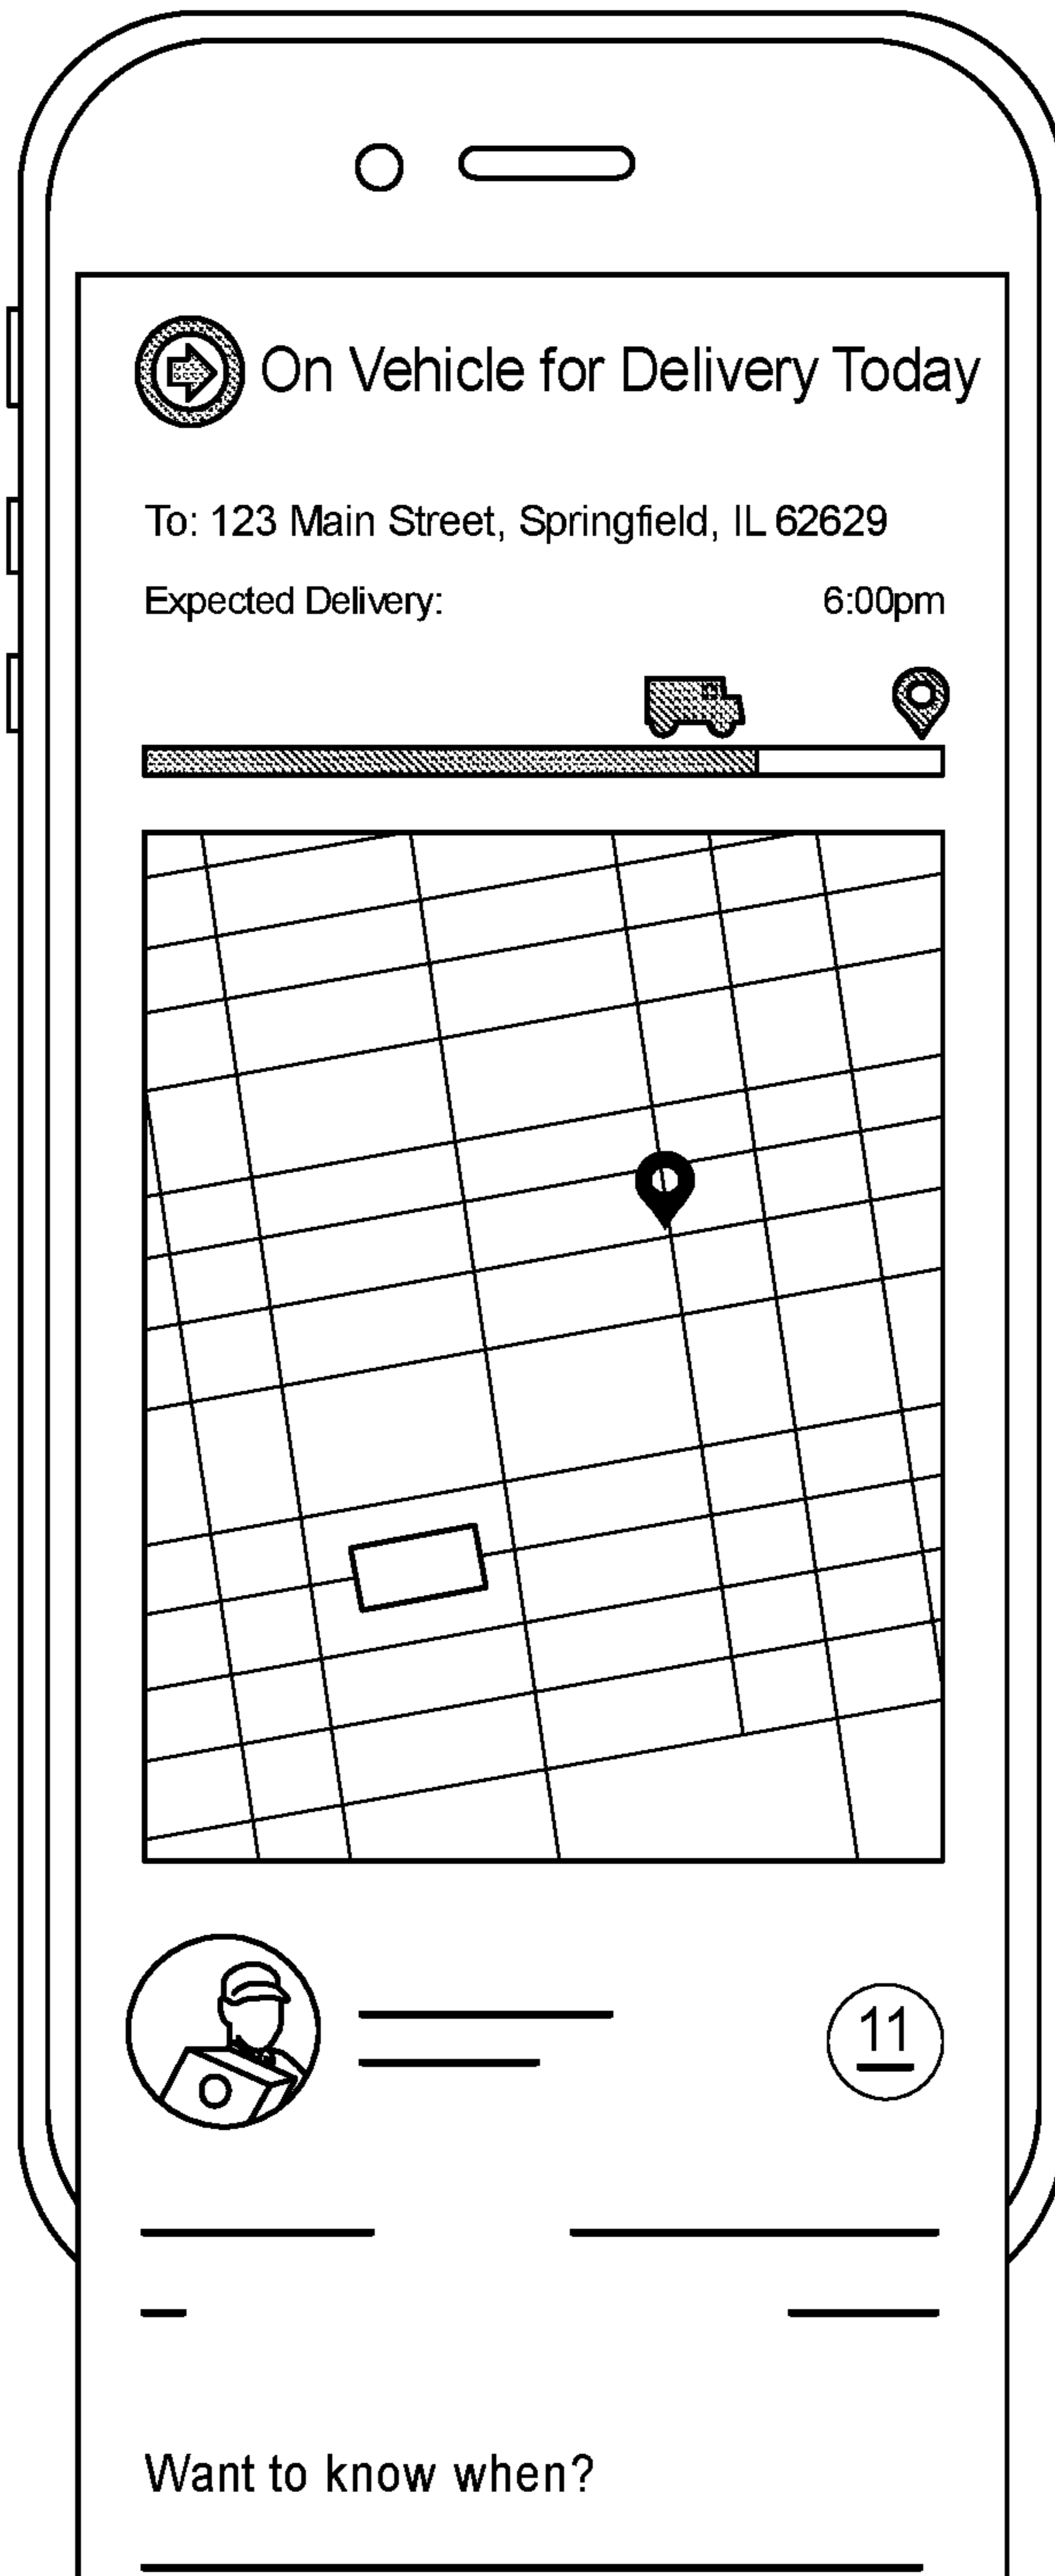 On Vehicle for Delivery Today
To: 123 Main Street, Springfield, IL 62629
Expected Delivery: 6:00pm
11
Want to know when?